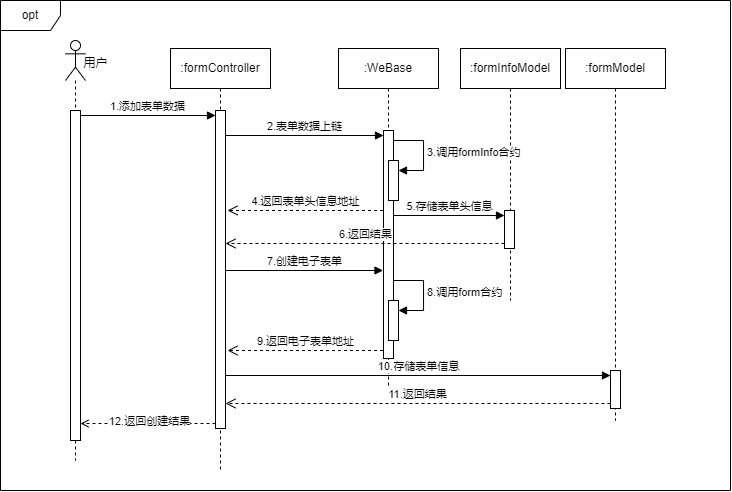 opt
用户
:formController
:WeBase
:formInfoModel
:formModel
1.添加表单数据
2.表单数据上链
3.调用formInfo合约
4.返回表单头信息地址
5.存储表单头信息
6.返回结果
7.创建电子表单
8.调用form合约
9.返回电子表单地址
10.存储表单信息
11.返回结果
12.返回创建结果